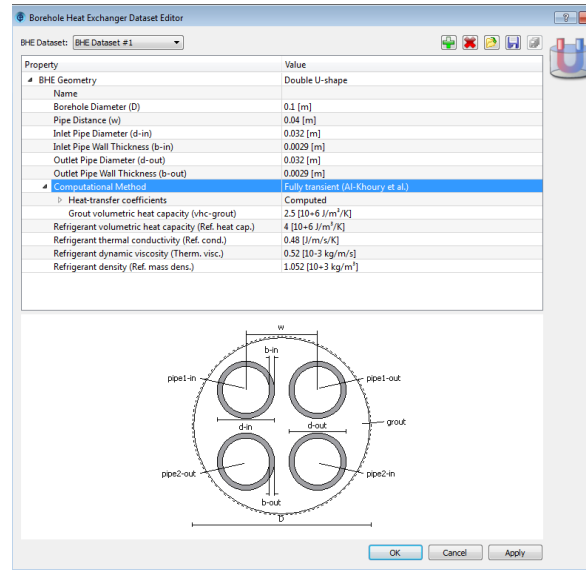 Borehole Heat Exchanger Dataset Editor
BHE Dataset: BHE Dataset #1
Property Value
BHE Geometry Double U-shape
Name
Borehole Diameter (D) 0.1 [m]
Pipe Distance (w) 0.04 [m]
Inlet Pipe Diameter (d-in) 0.032 [m]
Inlet Pipe Wall Thickness (b-in) 0.0029 [m]
Outlet Pipe Diameter (d-out) 0.032 [m]
Outlet Pipe Wall Thickness (b-out) 0.0029 [m]
Computational Method Fully transient (Al-Khoury et al.)
Heat-transfer coefficients Computed
Grout volumetric heat capacity (vhc-grout) 2.5 [10+6 J/m³/K]
Refrigerant volumetric heat capacity (Ref. heat cap.) 4 [10+6 J/m³/K]
Refrigerant thermal conductivity (Ref. cond.) 0.48 [J/m/s/K]
Refrigerant dynamic viscosity (Therm. visc.) 0.52 [10-3 kg/m/s]
Refrigerant density (Ref. mass dens.) 1.052 [10+3 kg/m³]
w
b-in
pipe1-in pipe1-out
d-in d-out grout
pipe2-out pipe2-in
b-out
D
OK Cancel Apply